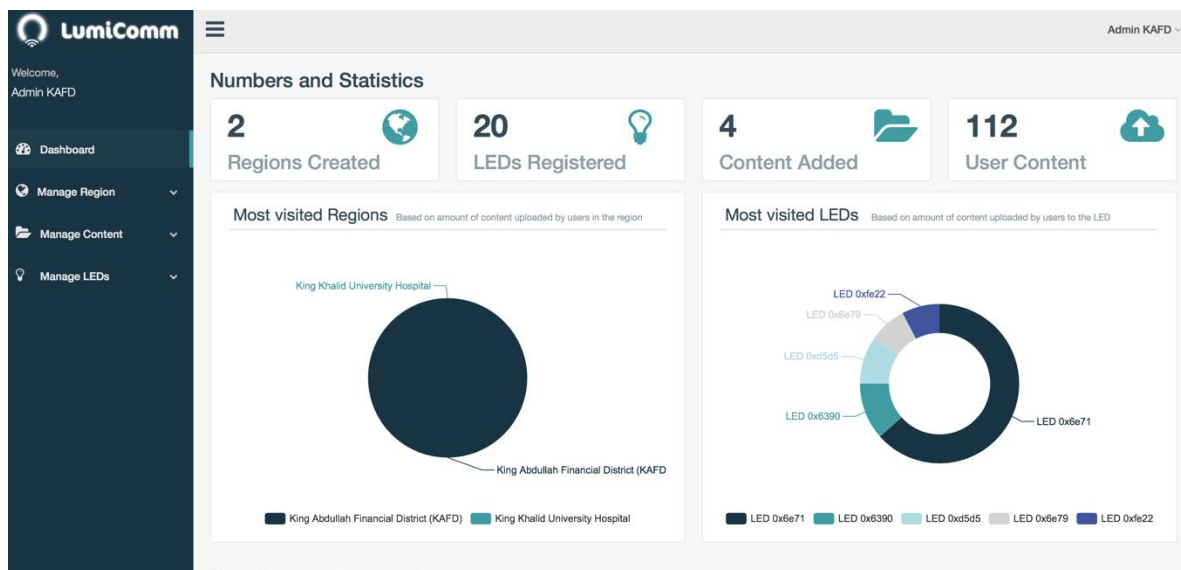 LumiComm
Admin KAFD
Welcome,
Admin KAFD
Dashboard
Manage Region
Manage Content
Manage LEDs
Numbers and Statistics
2
Regions Created
20
LEDs Registered
4
Content Added
112
User Content
Most visited Regions Based on amount of content uploaded by users in the region
King Khalid University Hospital
King Abdullah Financial District (KAFD
King Abdullah Financial District (KAFD) King Khalid University Hospital
Most visited LEDs Based on amount of content uploaded by users to the LED
LED 0xfe22
LED 0x6e79
LED 0xd5d5
LED 0x6390
LED 0x6e71
LED 0x6e71 LED 0x6390 LED 0xd5d5 LED 0x6e79 LED 0xfe22